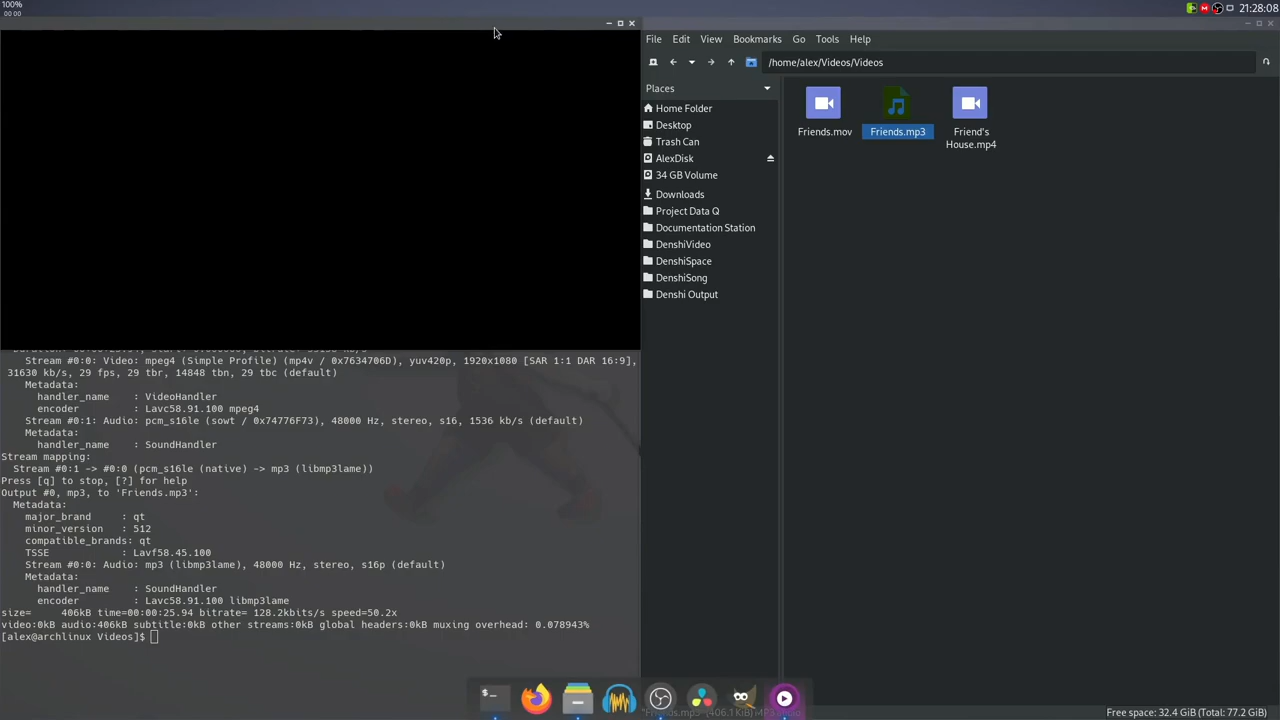 100%
00 00
21:28:08
File Edit View Bookmarks Go Tools Help
/home/alex/Videos/Videos
Places
Home Folder
Desktop
Trash Can
AlexDisk
34 GB Volume
Downloads
Project Data Q
Documentation Station
DenshiVideo
DenshiSpace
DenshiSong
Denshi Output
Friends.mov
Friends.mp3
Friend's
House.mp4
Stream #0:0: Video: mpeg4 (Simple Profile) (mp4v / 0x7634706D), yuv420p, 1920x1080 [SAR 1:1 DAR 16:9],
31630 kb/s, 29 fps, 29 tbr, 14848 tbn, 29 tbc (default)
Metadata:
handler_name : VideoHandler
encoder : Lavc58.91.100 mpeg4
Stream #0:1: Audio: pcm_s16le (sowt / 0x74776F73), 48000 Hz, stereo, s16, 1536 kb/s (default)
Metadata:
handler_name : SoundHandler
Stream mapping:
Stream #0:1 -> #0:0 (pcm_s16le (native) -> mp3 (libmp3lame))
Press [q] to stop, [?] for help
Output #0, mp3, to 'Friends.mp3':
Metadata:
major_brand : qt
minor_version : 512
compatible_brands: qt
TSSE : Lavf58.45.100
Stream #0:0: Audio: mp3 (libmp3lame), 48000 Hz, stereo, s16p (default)
Metadata:
handler_name : SoundHandler
encoder : Lavc58.91.100 libmp3lame
size= 406kB time=00:00:25.94 bitrate= 128.2kbits/s speed=50.2x
video:0kB audio:406kB subtitle:0kB other streams:0kB global headers:0kB muxing overhead: 0.078943%
[alex@archlinux Videos]$
"Friends.mp3" (406.1 KiB) MP3
Free space: 32.4 GiB (Total: 77.2 GiB)